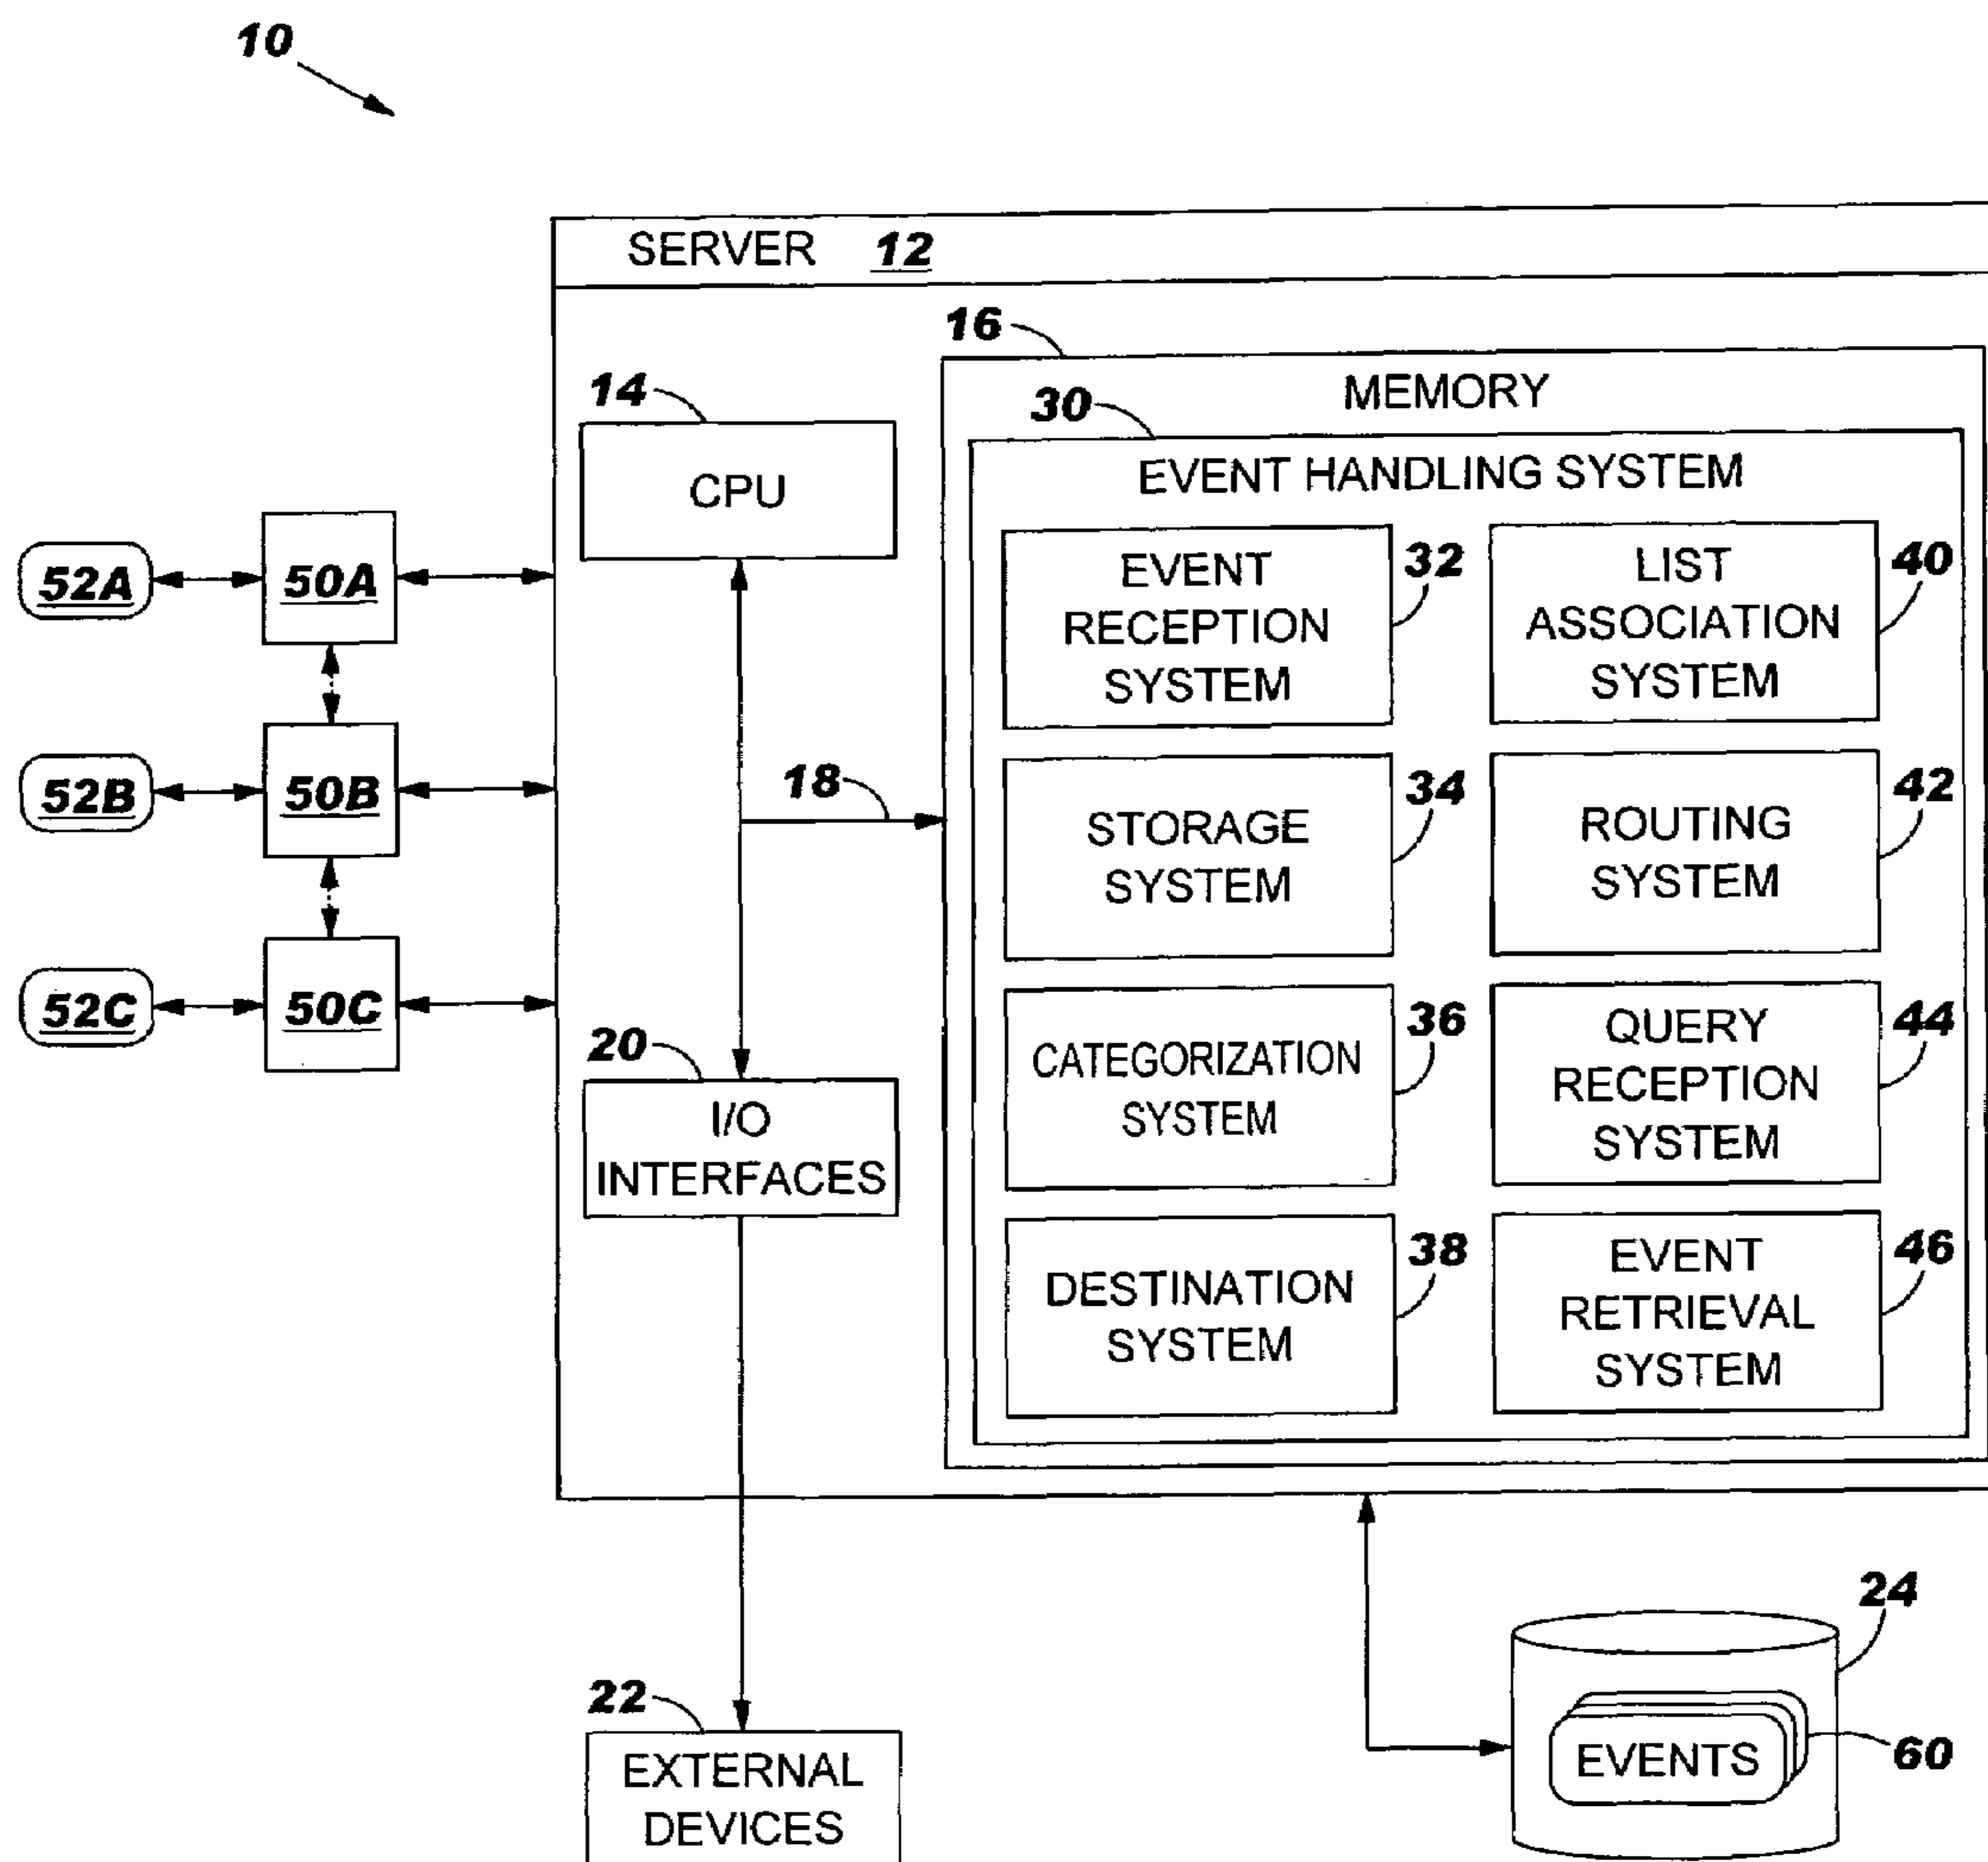 10
SERVER 12
16
MEMORY
14
CPU
30
EVENT HANDLING SYSTEM
EVENT
RECEPTION
SYSTEM
32
LIST
ASSOCIATION
SYSTEM
40
52A
50A
52B
50B
18
STORAGE
SYSTEM
34
ROUTING
SYSTEM
42
52C
50C
20
I/O
INTERFACES
CATEGORIZATION
SYSTEM
36
QUERY
RECEPTION
SYSTEM
44
DESTINATION
SYSTEM
38
EVENT
RETRIEVAL
SYSTEM
46
22
EXTERNAL
DEVICES
24
EVENTS
60